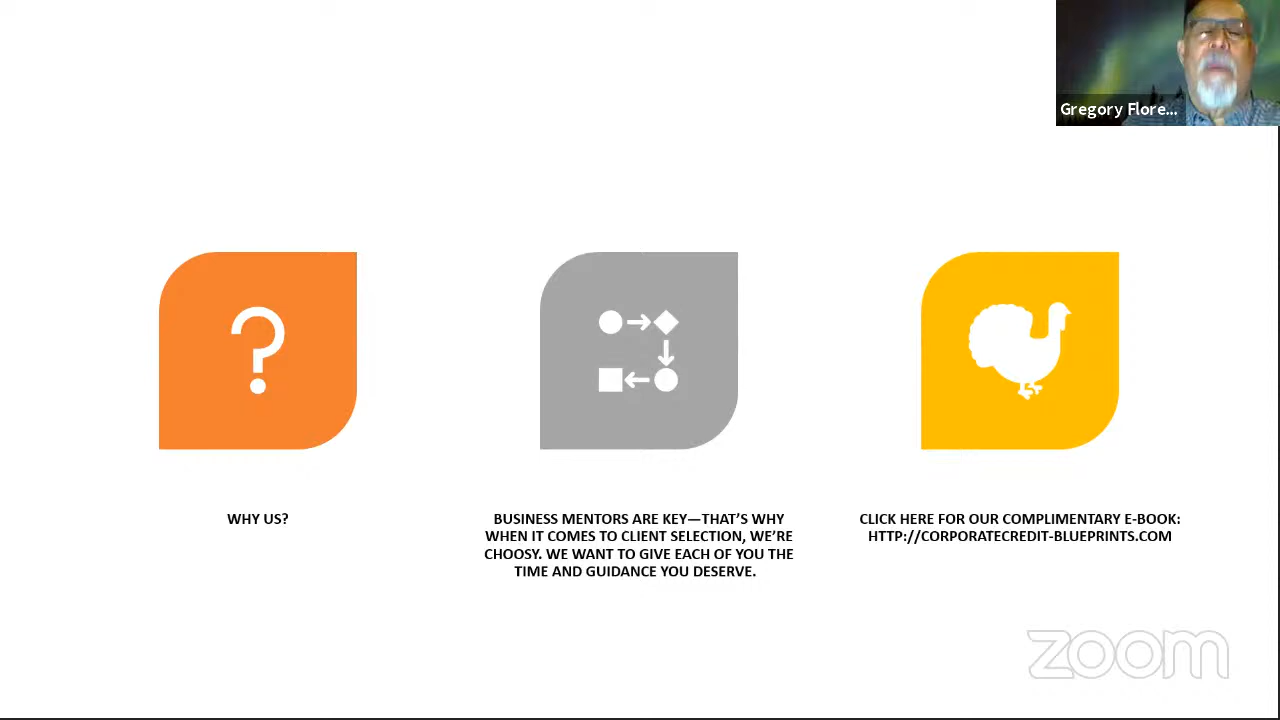 Gregory Flore...
WHY US?
BUSINESS MENTORS ARE KEY—THAT'S WHY
WHEN IT COMES TO CLIENT SELECTION, WE'RE
CHOOSY. WE WANT TO GIVE EACH OF YOU THE
TIME AND GUIDANCE YOU DESERVE.
CLICK HERE FOR OUR COMPLIMENTARY E-BOOK:
HTTP://CORPORATECREDIT-BLUEPRINTS.COM
zoom